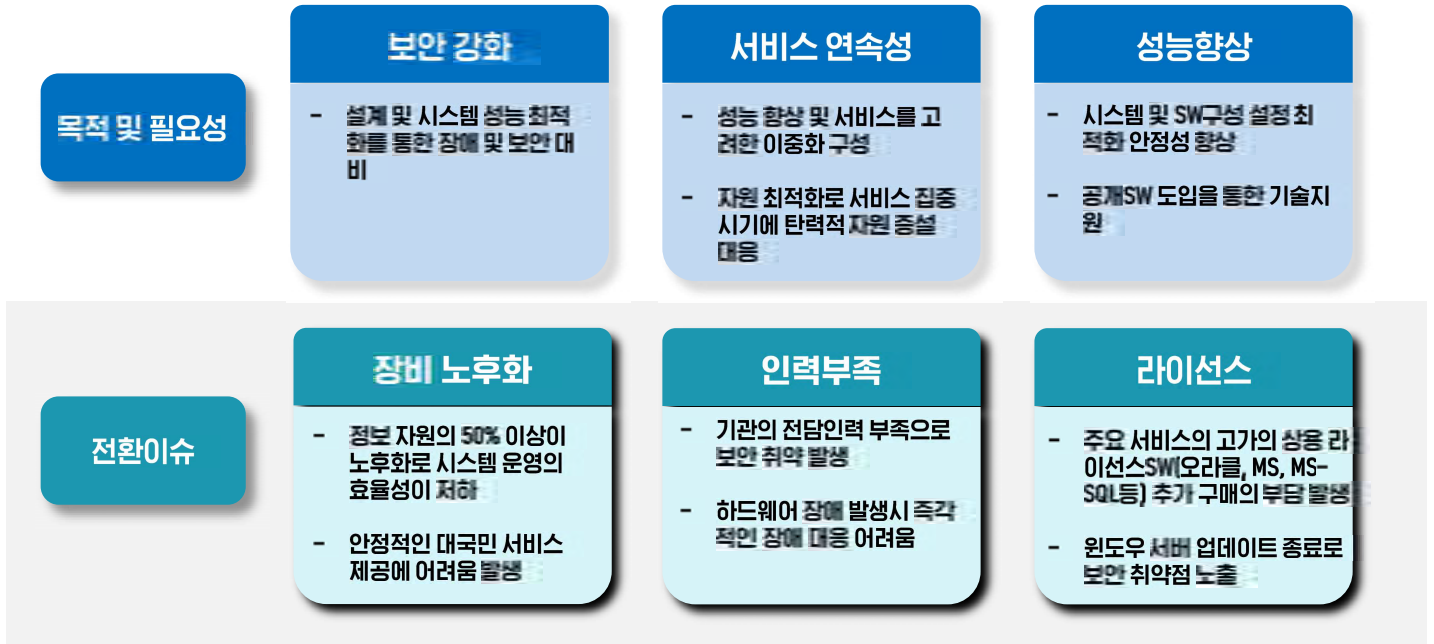 목적 및 필요성
보안 강화
- 설계 및 시스템 성능 최적
화를 통한 장애 및 보안 대
비
서비스 연속성
- 성능 향상 및 서비스를 고
려한 이중화 구성
- 자원 최적화로 서비스 집중
시기에 탄력적 자원 증설
대응
성능향상
- 시스템 및 SW구성 설정 최
적화 안정성 향상
- 공개SW 도입을 통한 기술지
원
전환이슈
장비 노후화
- 정보 자원의 50% 이상이
노후화로 시스템 운영의
효율성이 저하
- 안정적인 대국민 서비스
제공에 어려움 발생
인력부족
- 기관의 전담인력 부족으로
보안 취약 발생
- 하드웨어 장애 발생시 즉각
적인 장애 대응 어려움
라이선스
- 주요 서비스의 고가의 상용 라
이선스SW(오라클, MS, MS-
SQL등) 추가 구매의 부담 발생
- 윈도우 서버 업데이트 종료로
보안 취약점 노출